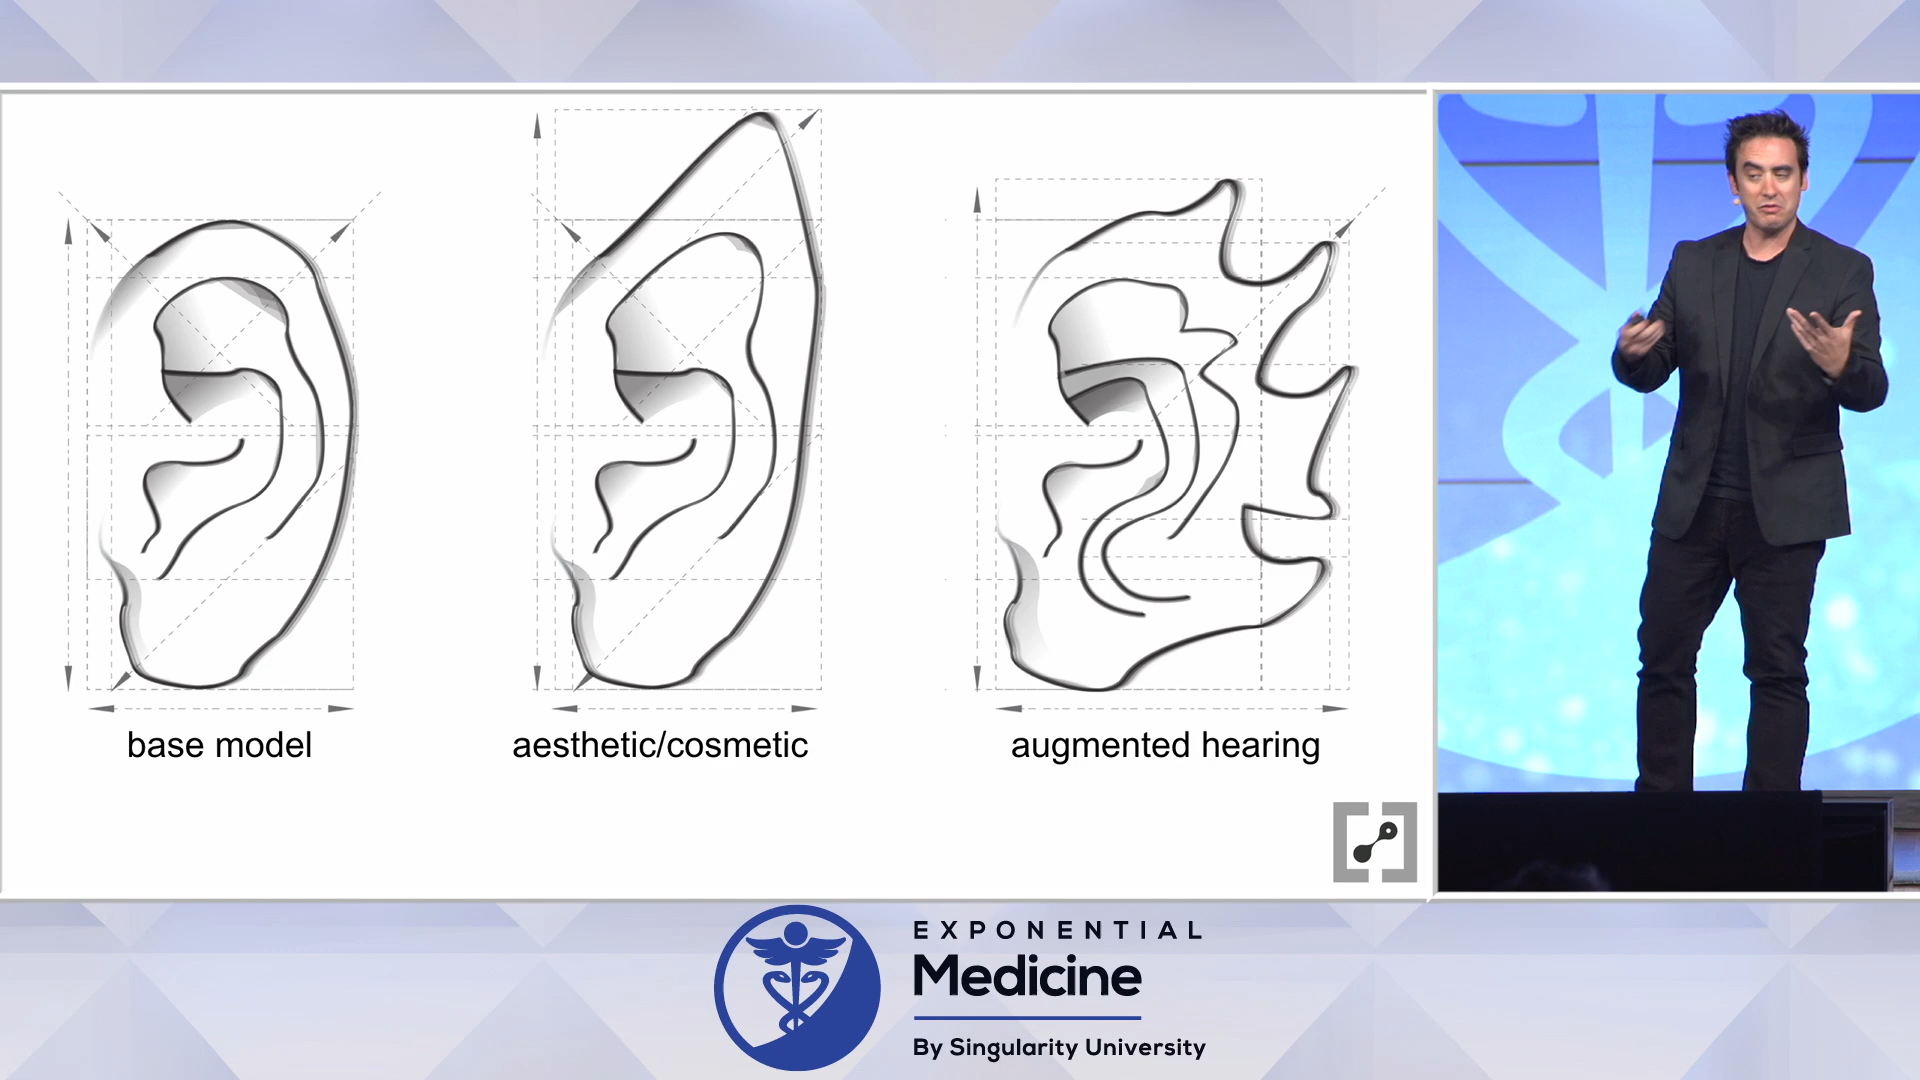 base model
aesthetic/cosmetic
augmented hearing
EXPONENTIAL
Medicine
By Singularity University